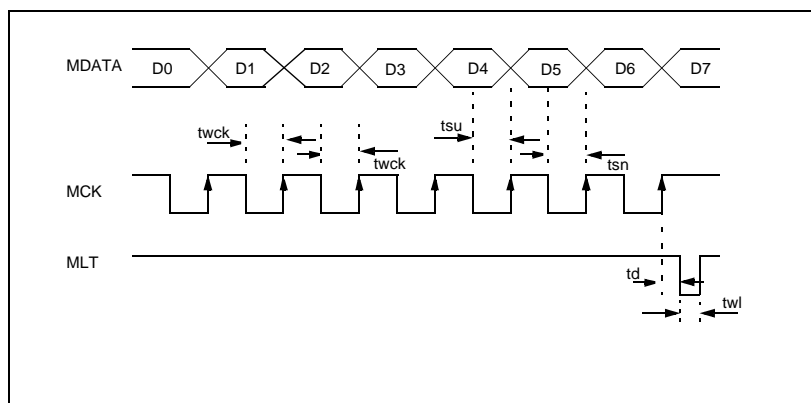 MDATA D0 D1 D2 D3 D4 D5 D6 D7
twck tsu
twck tsn
MCK
MLT
td
twl